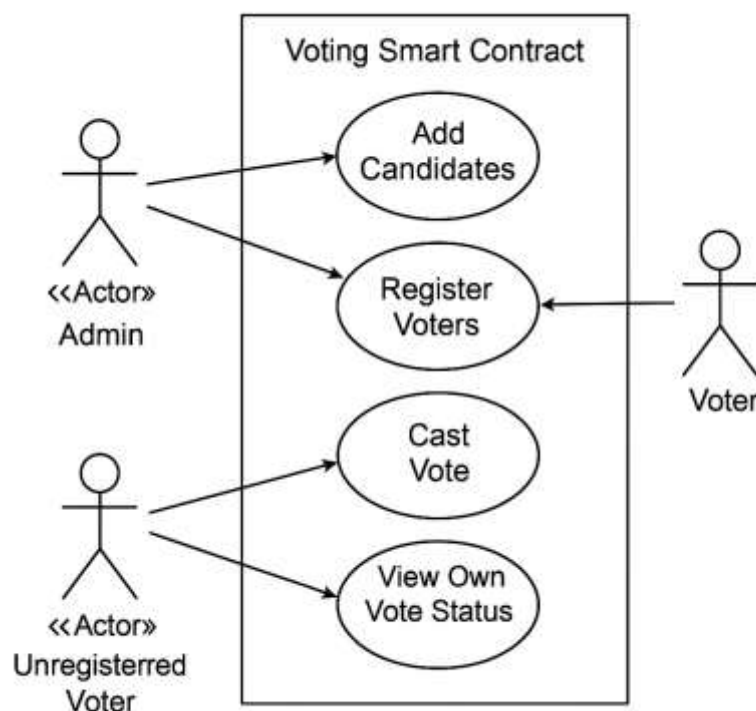 Voting Smart Contract
Add
Candidates
«Actor»
Admin
Register
Voters
Voter
Cast
Vote
«Actor»
Unregisterred
Voter
View Own
Vote Status